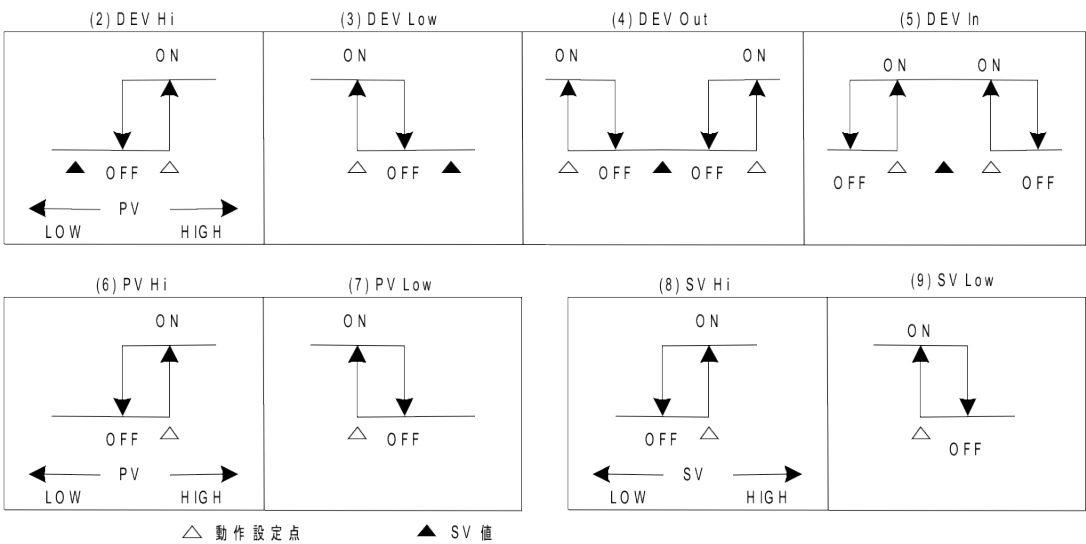 (2) DEV Hi
(3) DEV Low
(4) DEV Out
(5) DEV In
ON
ON
ON
ON
ON
ON
OFF
OFF
OFF
OFF
OFF
OFF
PV
LOW
HIGH
(6) PV Hi
(7) PV Low
(8) SV Hi
(9) SV Low
ON
ON
ON
ON
OFF
OFF
OFF
OFF
PV
SV
LOW
HIGH
LOW
HIGH
△ 動作設定点
▲ SV 値